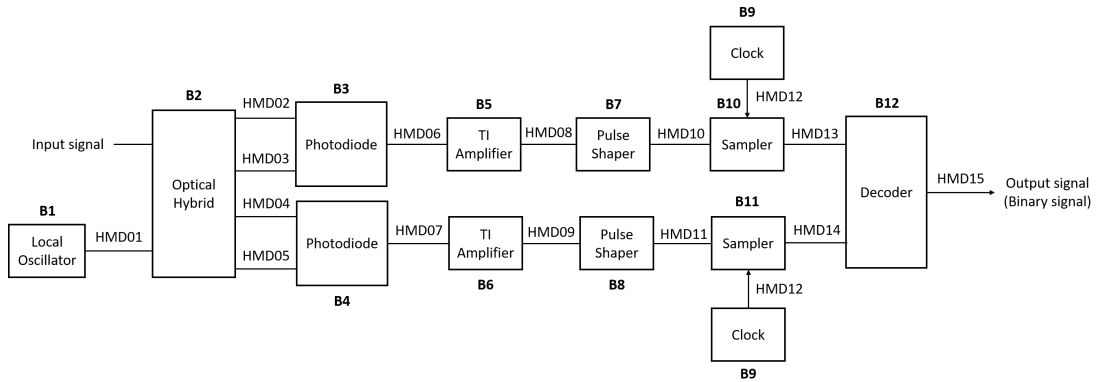 B9
Clock
HMD12
B2
HMD02
B3
B5
B7
B10
B12
Input signal
Optical
Hybrid
HMD03
Photodiode
HMD06
TI
Amplifier
HMD08
Pulse
Shaper
HMD10
Sampler
HMD13
Decoder
HMD15
Output signal
(Binary signal)
B1
Local
Oscillator
HMD01
HMD04
HMD05
Photodiode
B4
HMD07
TI
Amplifier
B6
HMD09
Pulse
Shaper
B8
HMD11
B11
Sampler
HMD14
HMD12
Clock
B9